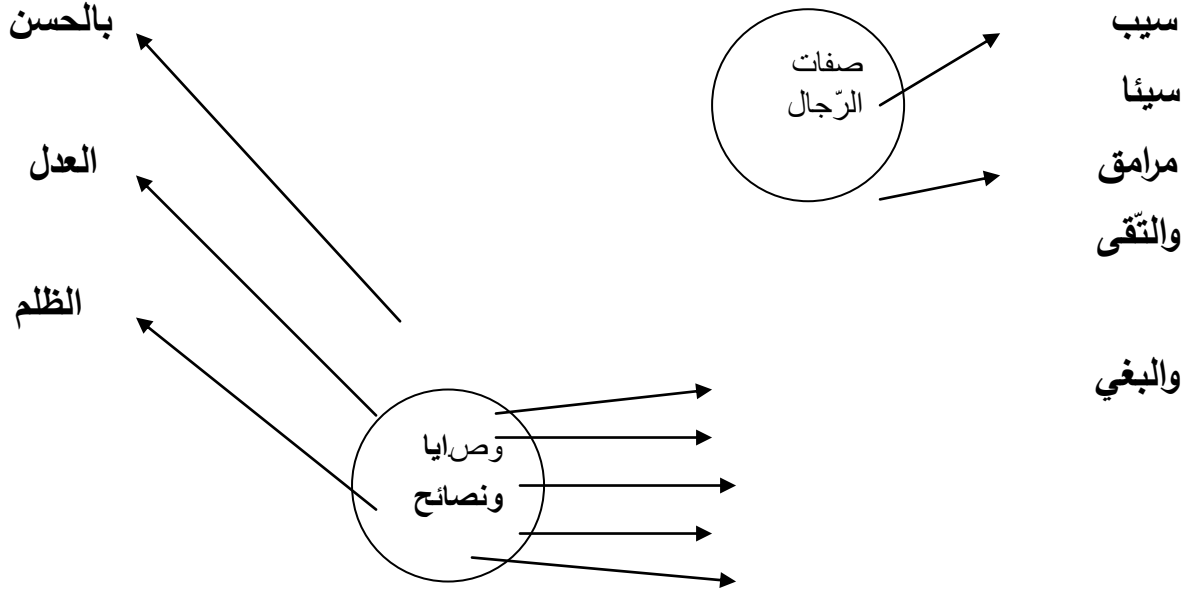 سيب
سيئا
مرامق
والتّقى
والبغي
صفات
الرّجال
بالحسن
العدل
الظلم
وصايا
ونصائح